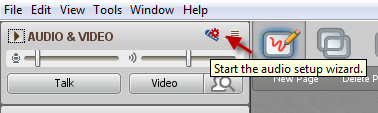 File Edit View Tools Window Help
AUDIO & VIDEO
Start the audio setup wizard.
Talk Video
New Page Delete P